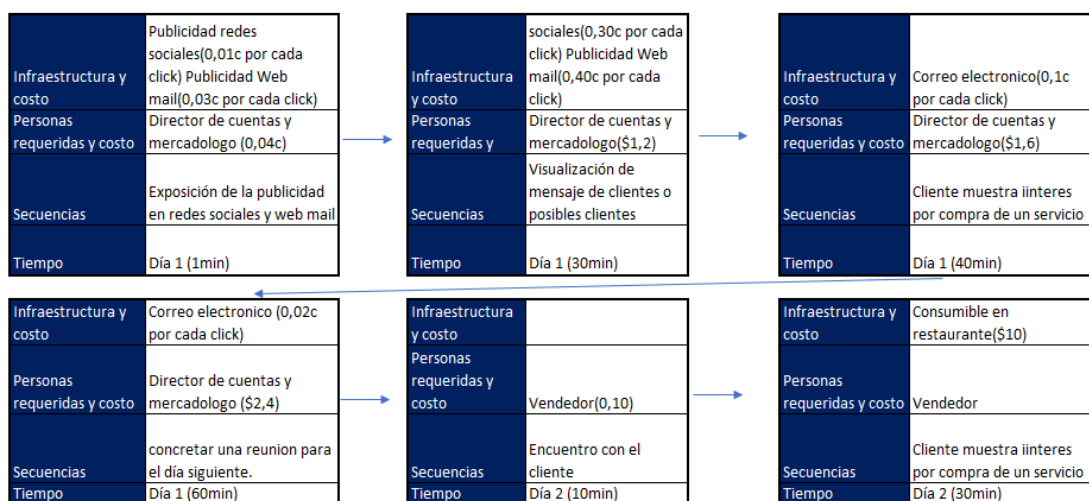 Infraestructura y costo
Publicidad redes
sociales(0,01c por cada
click) Publicidad Web
mail(0,03c por cada click)
Personas
requeridas y costo
Director de cuentas y
mercadologo (0,04c)
Secuencias
Exposición de la publicidad
en redes sociales y web mail
Tiempo
Día 1 (1min)
Infraestructura
y costo
sociales(0,30c por cada
click) Publicidad Web
mail(0,40c por cada
click)
Personas
requeridas y
Director de cuentas y
mercadologo($1,2)
Secuencias
Visualización de
mensaje de clientes o
posibles clientes
Tiempo
Día 1 (30min)
Infraestructura y
costo
Correo electronico(0,1c
por cada click)
Personas
requeridas y costo
Director de cuentas y
mercadologo($1,6)
Secuencias
Cliente muestra iinteres
por compra de un servicio
Tiempo
Día 1 (40min)
Infraestructura y
costo
Correo electronico (0,02c
por cada click)
Personas
requeridas y costo
Director de cuentas y
mercadologo ($2,4)
Secuencias
concretar una reunion para
el día siguiente.
Tiempo
Día 1 (60min)
Infraestructura
y costo
Personas
requeridas y
costo
Vendedor(0,10)
Secuencias
Encuentro con el
cliente
Tiempo
Día 2 (10min)
Infraestructura y
costo
Consumible en
restaurante($10)
Personas
requeridas y costo
Vendedor
Secuencias
Cliente muestra iinteres
por compra de un servicio
Tiempo
Día 2 (30min)